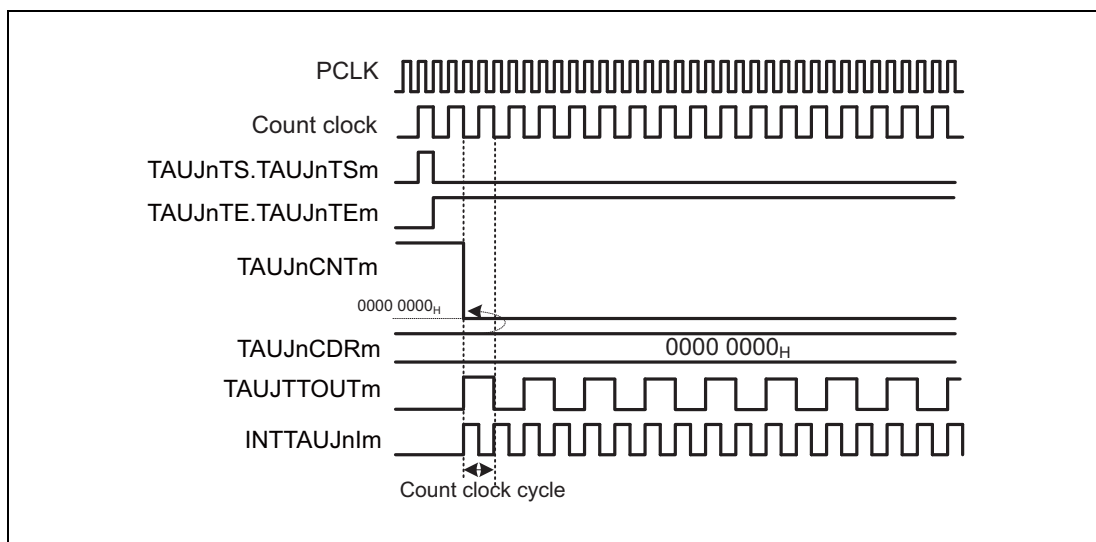 PCLK
Count clock
TAUJnTS.TAUJnTSm
TAUJnTE.TAUJnTEm
TAUJnCNTm
0000 0000H
TAUJnCDRm
0000 0000H
TAUJTTOUTm
INTTAUJnIm
Count clock cycle